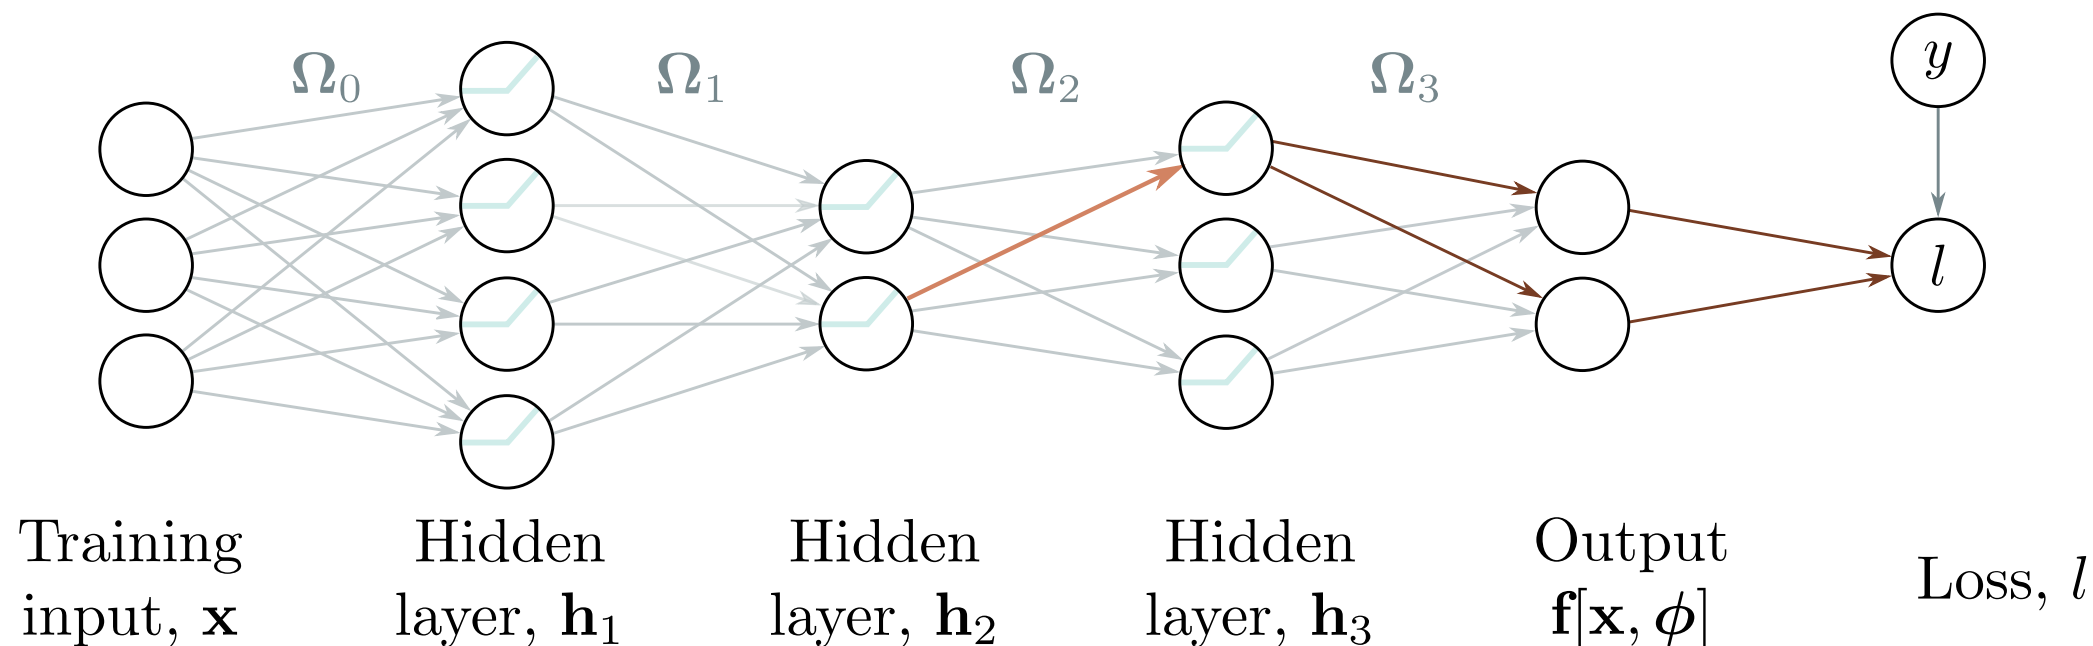 Ω₀ Ω₁ Ω₂ Ω₃
y
l
Training input, x
Hidden layer, h₁
Hidden layer, h₂
Hidden layer, h₃
Output f[x, ϕ]
Loss, l